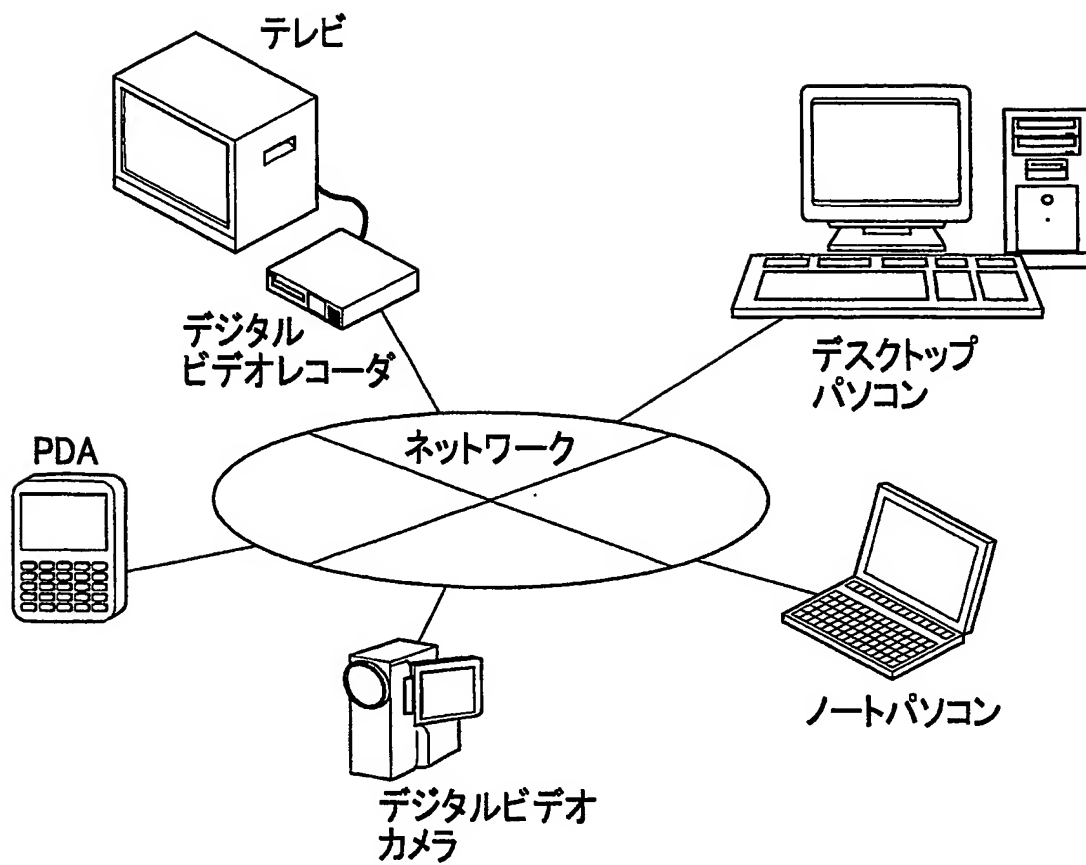 テレビ
デジタル
ビデオレコーダ
デスクトップ
パソコン
ネットワーク
PDA
ノートパソコン
デジタルビデオ
カメラ